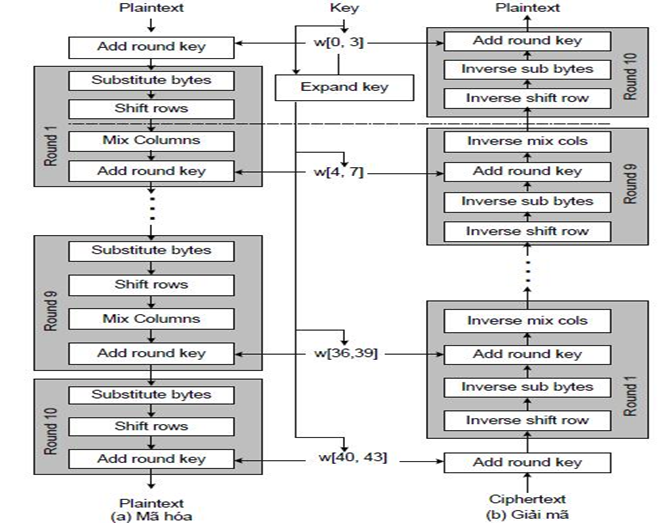 Plaintext
Add round key
Round 1
Substitute bytes
Shift rows
Mix Columns
Add round key
Round 9
Substitute bytes
Shift rows
Mix Columns
Add round key
Round 10
Substitute bytes
Shift rows
Add round key
Plaintext
(a) Mã hóa
Key
w[0, 3]
Expand key
w[4, 7]
w[36,39]
w[40, 43]
Plaintext
Add round key
Inverse sub bytes
Inverse shift row
Round 10
Inverse mix cols
Add round key
Inverse sub bytes
Inverse shift row
Round 9
Inverse mix cols
Add round key
Inverse sub bytes
Inverse shift row
Round 1
Add round key
Ciphertext
(b) Giải mã